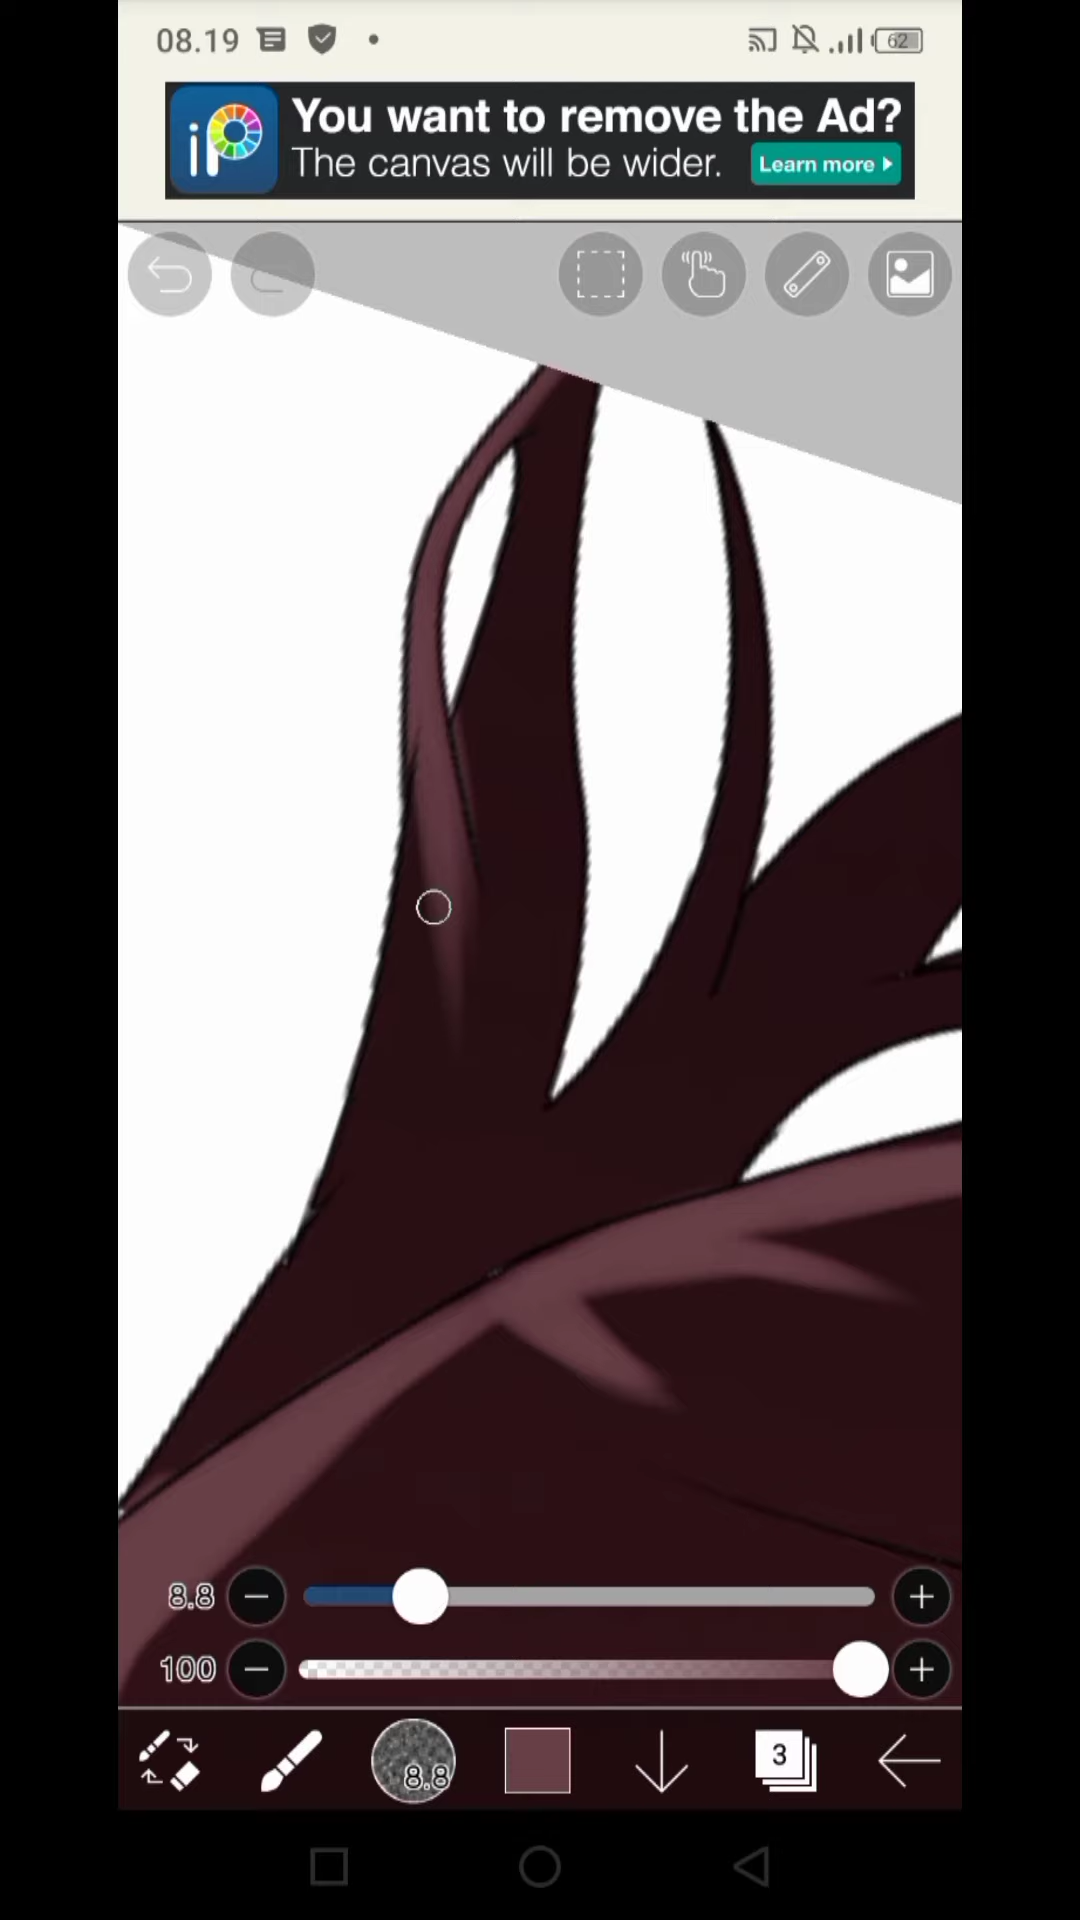 08.19
62
iP
You want to remove the Ad?
The canvas will be wider.
Learn more
8.8
100
8.8
3